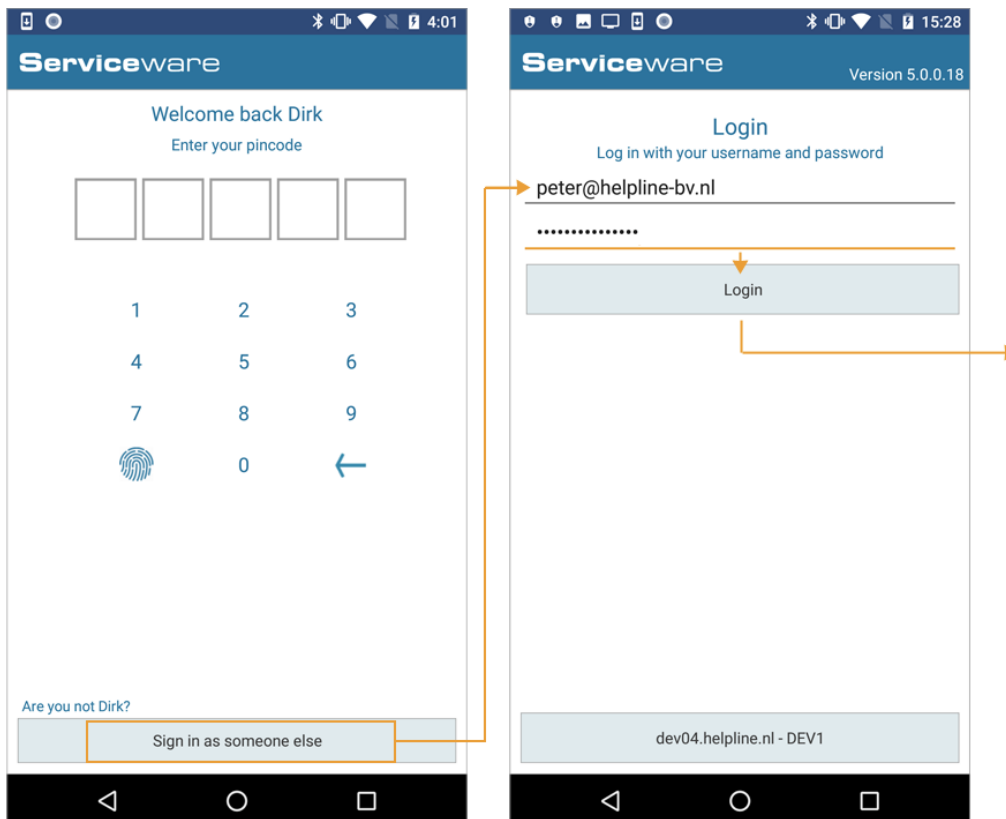 4:01
Serviceware
Welcome back Dirk
Enter your pincode
1 2 3
4 5 6
7 8 9
0
Are you not Dirk?
Sign in as someone else
15:28
Serviceware
Version 5.0.0.18
Login
Log in with your username and password
peter@helpline-bv.nl
•••••••••••••••
Login
dev04.helpline.nl - DEV1